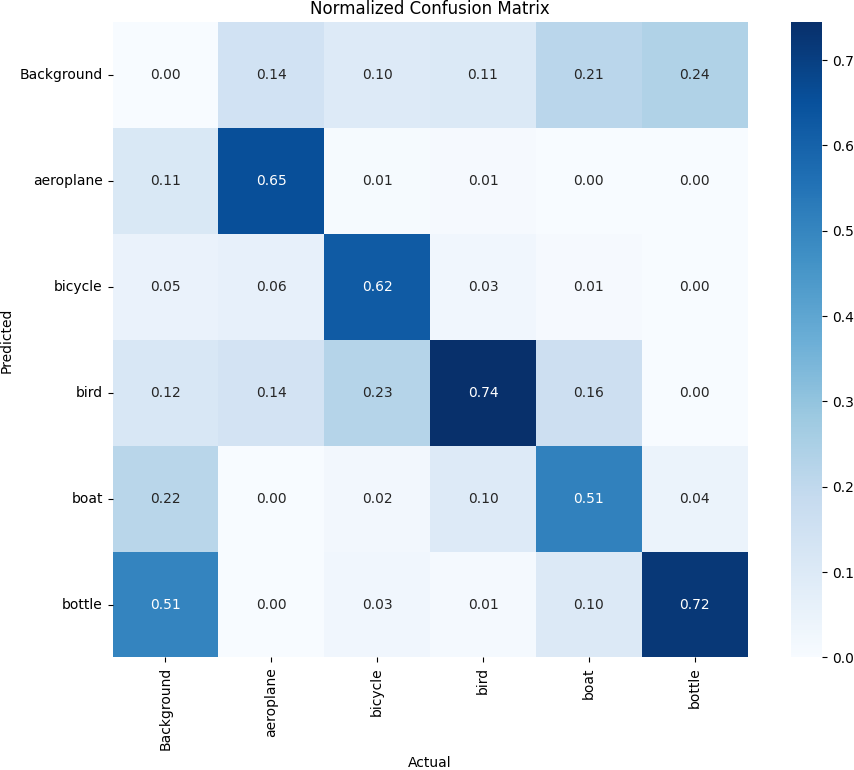 Normalized Confusion Matrix
Background 0.00 0.14 0.10 0.11 0.21 0.24
aeroplane 0.11 0.65 0.01 0.01 0.00 0.00
bicycle 0.05 0.06 0.62 0.03 0.01 0.00
bird 0.12 0.14 0.23 0.74 0.16 0.00
boat 0.22 0.00 0.02 0.10 0.51 0.04
bottle 0.51 0.00 0.03 0.01 0.10 0.72
Predicted
Background aeroplane bicycle bird boat bottle
Actual
0.7
0.6
0.5
0.4
0.3
0.2
0.1
0.0